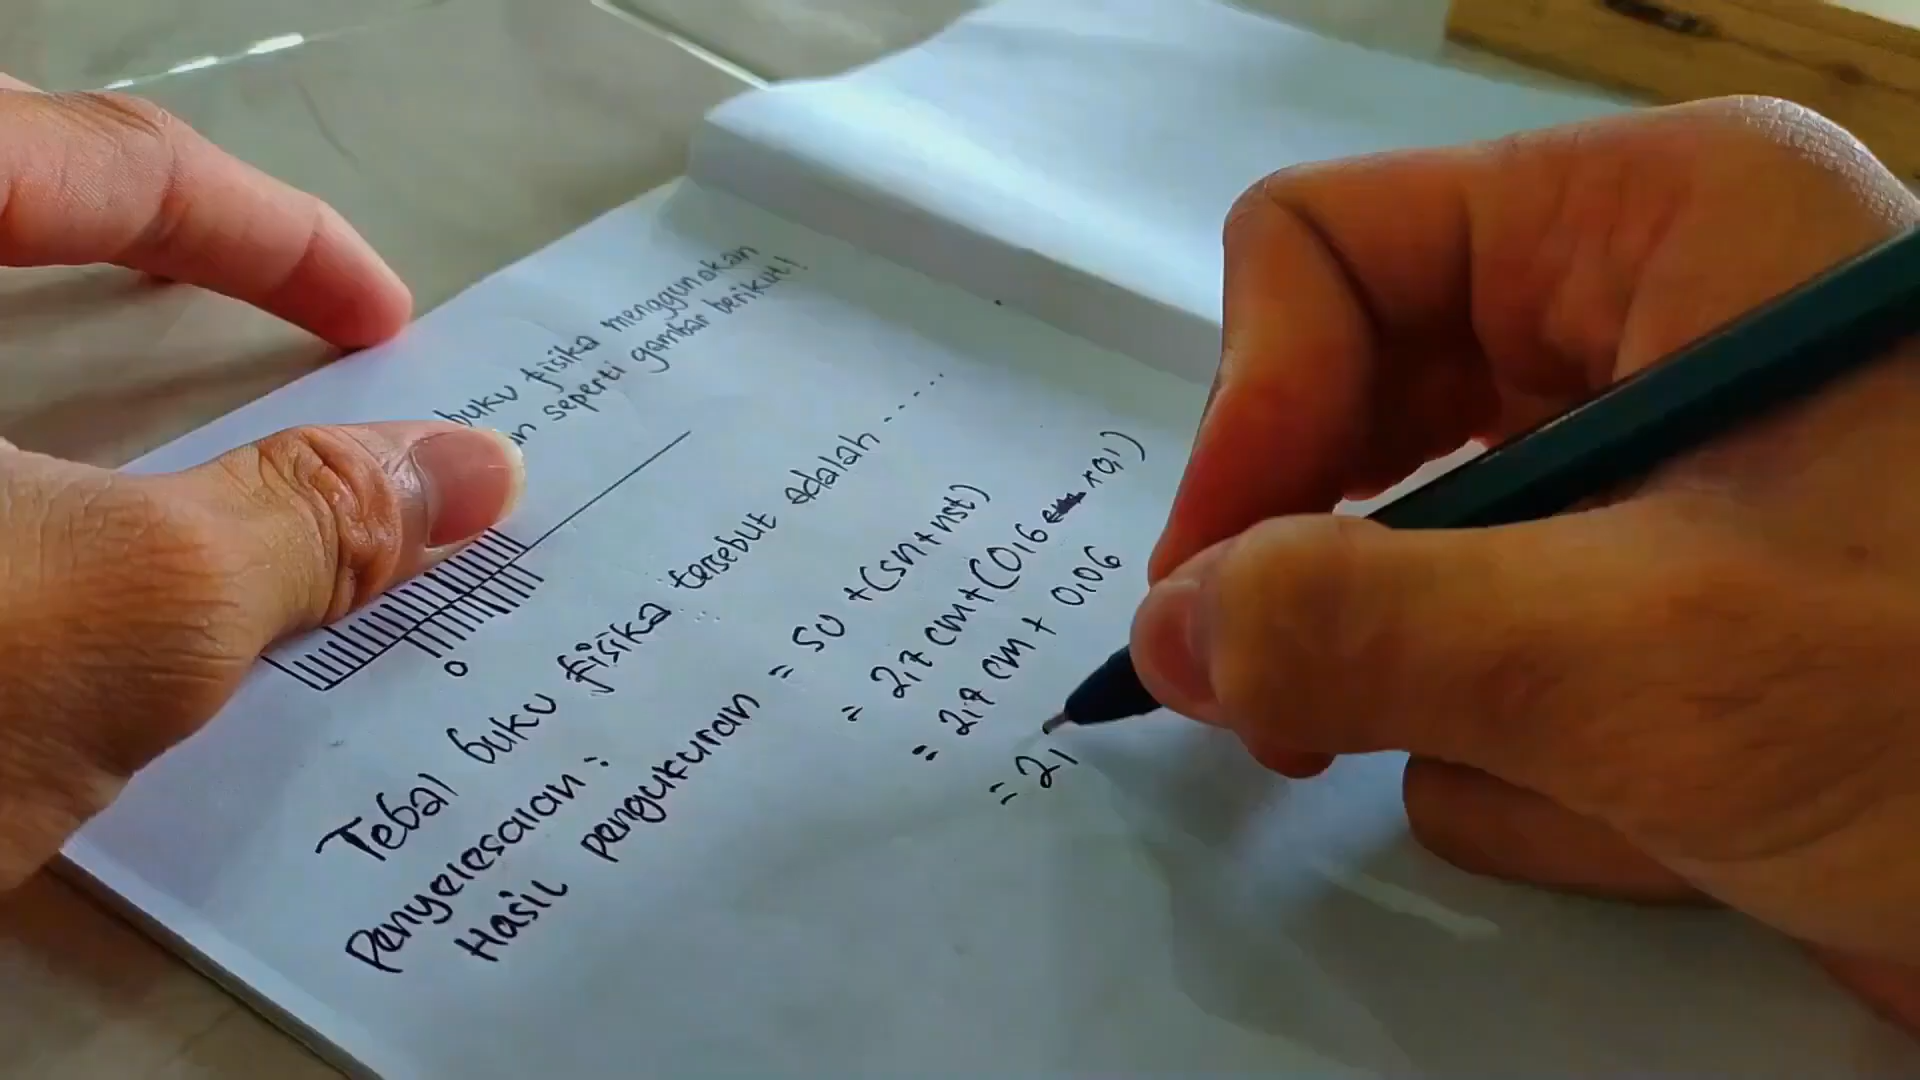 buku fisika menggunakan
seperti gambar berikut!
0
Tebal buku fisika tersebut adalah ......
Penyelesaian :
Hasil pengukuran = SU + (sn + nst)
= 2,7 cm + (0,6 x 0,1)
= 2,7 cm + 0,06
= 2,